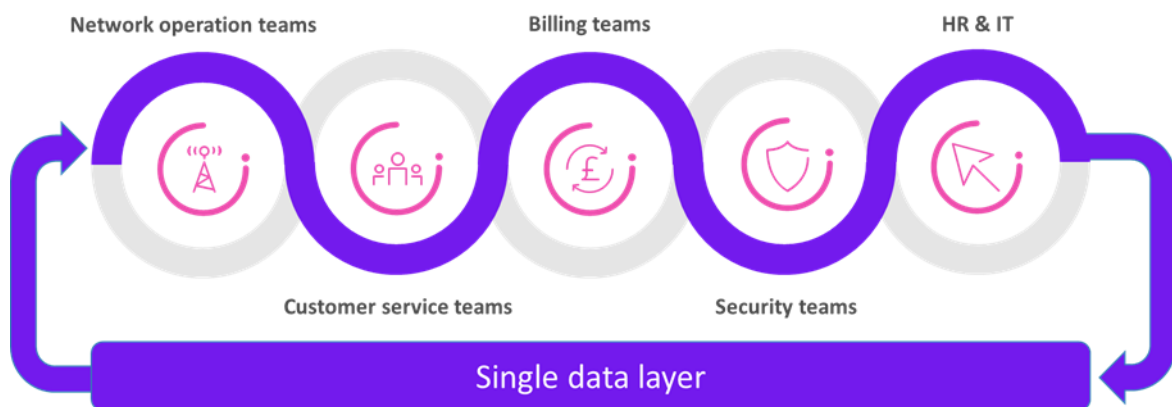 Network operation teams
Billing teams
HR & IT
£
Customer service teams
Security teams
Single data layer